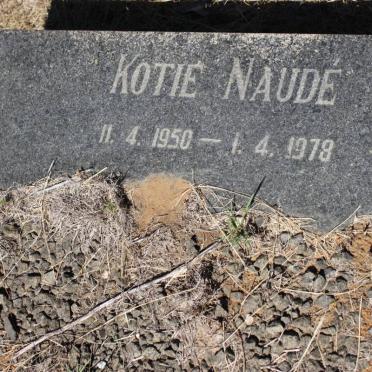 KOTIE NAUDÉ
11. 4. 1950 — 1. 4. 1978